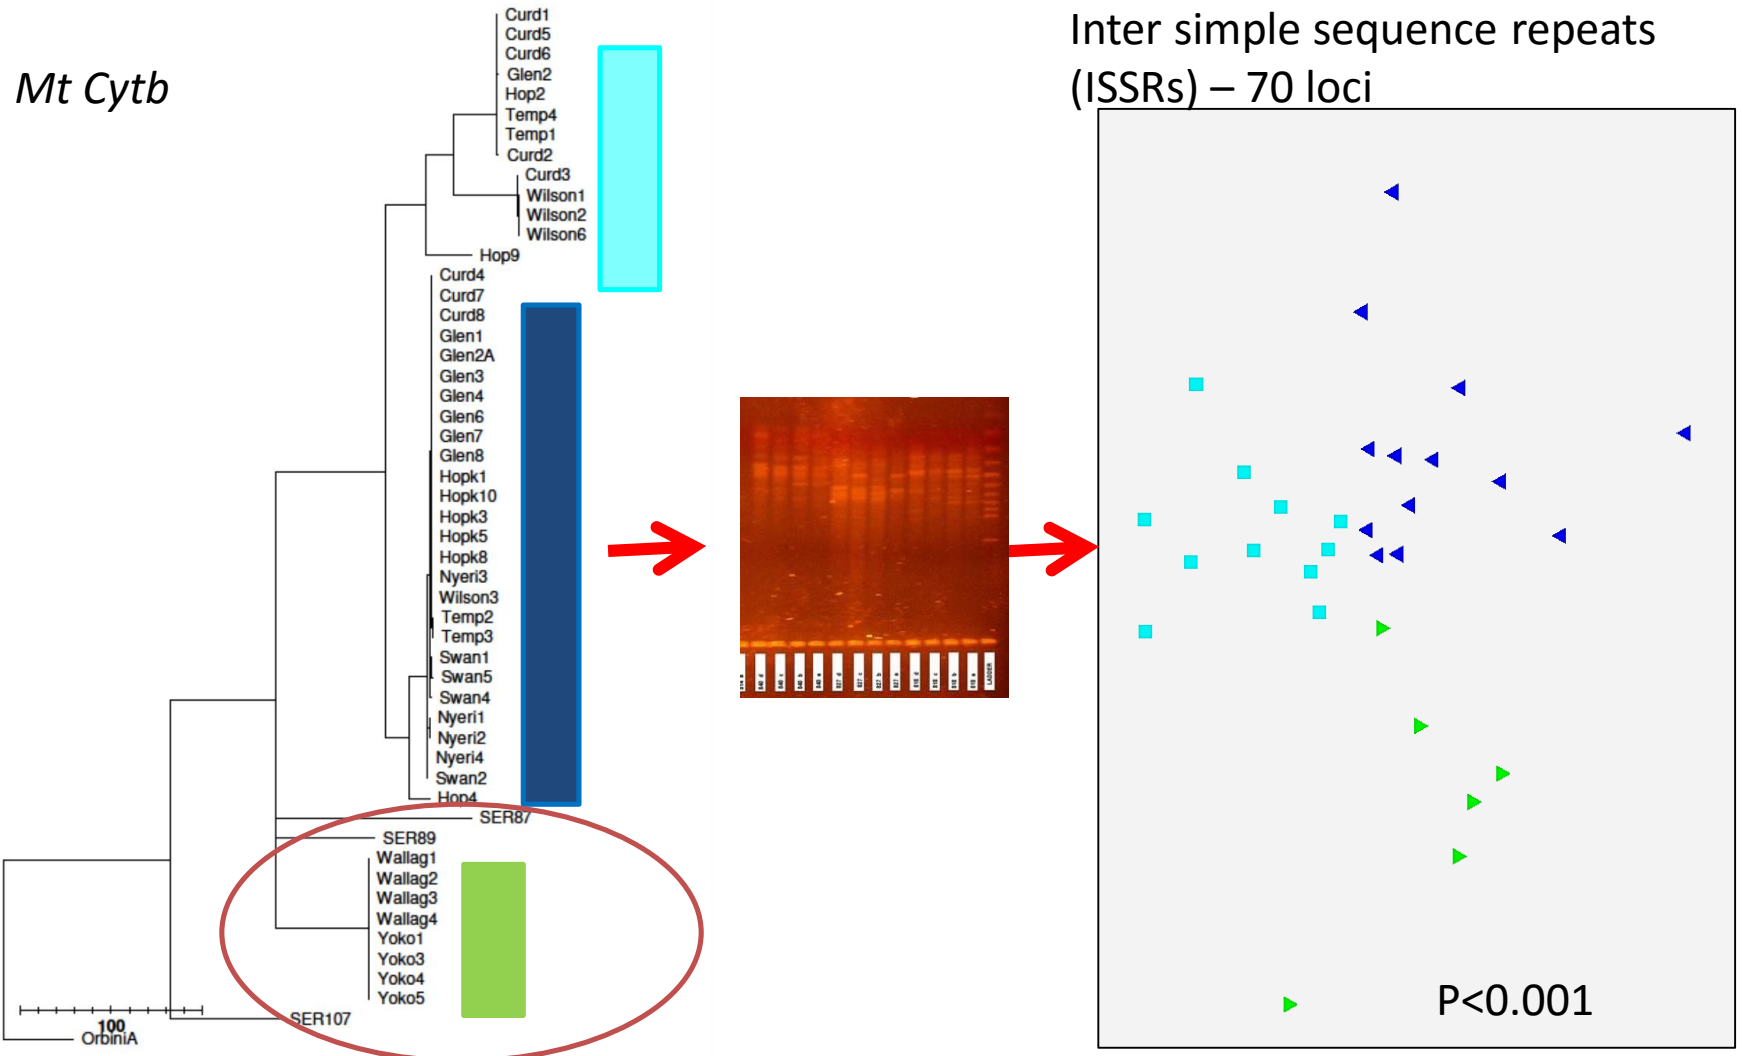 Mt Cytb
Inter simple sequence repeats
(ISSRs) – 70 loci
Curd1
Curd5
Curd6
Glen2
Hop2
Temp4
Temp1
Curd2
Curd3
Wilson1
Wilson2
Wilson6
Hop9
Curd4
Curd7
Curd8
Glen1
Glen2A
Glen3
Glen4
Glen6
Glen7
Glen8
Hopk1
Hopk10
Hopk3
Hopk5
Hopk8
Nyeri3
Wilson3
Temp2
Temp3
Swan1
Swan5
Swan4
Nyeri1
Nyeri2
Nyeri4
Swan2
Hop4
SER87
SER89
Wallag1
Wallag2
Wallag3
Wallag4
Yoko1
Yoko3
Yoko4
Yoko5
SER107
100
OrbiniA
LADDER
P<0.001